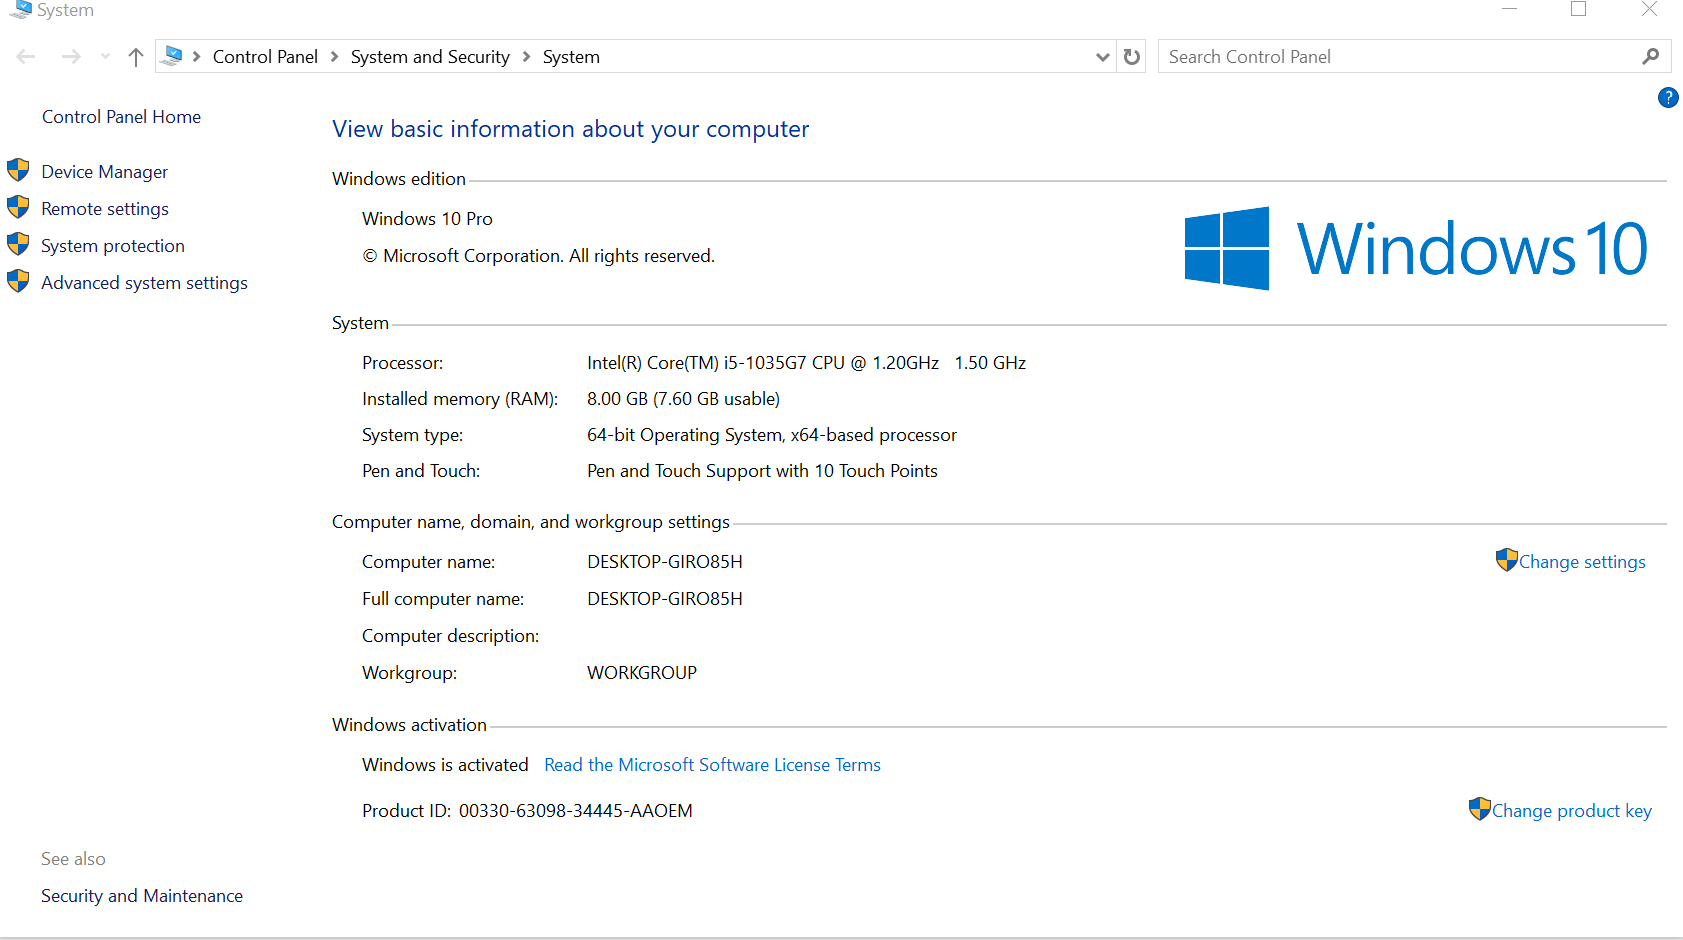 System
Control Panel System and Security System
Search Control Panel
?
Control Panel Home
Device Manager
Remote settings
System protection
Advanced system settings
View basic information about your computer
Windows edition
Windows 10 Pro
© Microsoft Corporation. All rights reserved.
Windows 10
System
Processor: Intel(R) Core(TM) i5-1035G7 CPU @ 1.20GHz 1.50 GHz
Installed memory (RAM): 8.00 GB (7.60 GB usable)
System type: 64-bit Operating System, x64-based processor
Pen and Touch: Pen and Touch Support with 10 Touch Points
Computer name, domain, and workgroup settings
Computer name: DESKTOP-GIRO85H
Change settings
Full computer name: DESKTOP-GIRO85H
Computer description:
Workgroup: WORKGROUP
Windows activation
Windows is activated Read the Microsoft Software License Terms
Product ID: 00330-63098-34445-AAOEM
Change product key
See also
Security and Maintenance